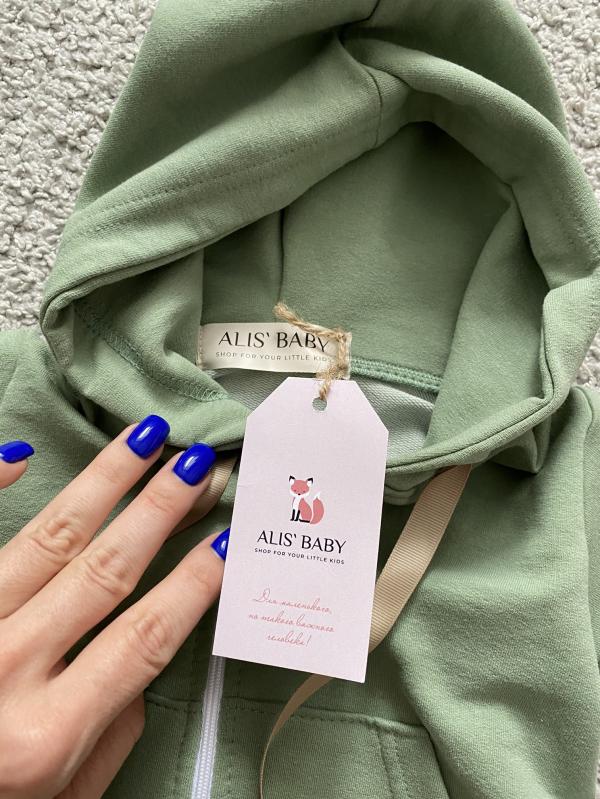 ALIS' BABY
SHOP FOR YOUR LITTLE KIDS
ALIS' BABY
SHOP FOR YOUR LITTLE KIDS
Для маленького,
но такого важного
человека!